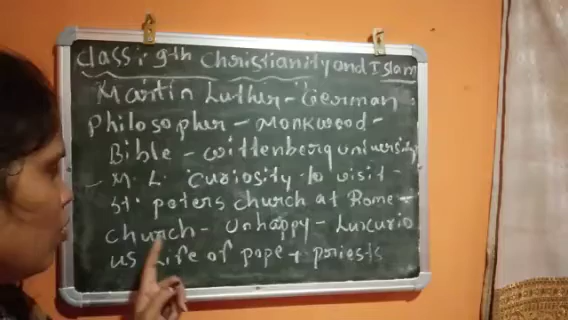 class: 9th Christianity and Islam
Martin Luther - German
Philosopher - Monkwood -
Bible - wittenberg university
- M. L. curiosity to visit -
st. paters church at Rome -
church - Unhappy - Luxurio
us Life of pope + priests